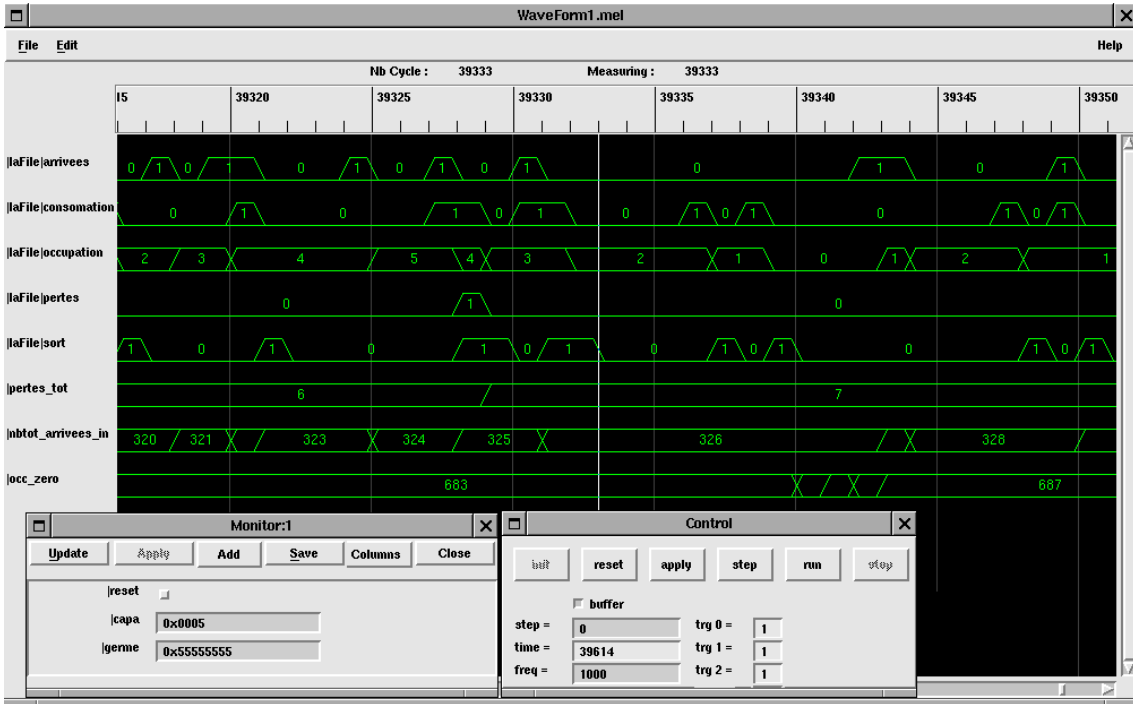 WaveForm1.mel
File Edit Help
Nb Cycle : 39333 Measuring : 39333
15 39320 39325 39330 39335 39340 39345 39350
|laFile|arrivees 0 1 0 1 0 1 0 1 0 1 0 1 0 1
|laFile|consomation 0 1 0 1 0 1 0 1 0 1 0 1 0 1
|laFile|occupation 2 3 4 5 4 3 2 1 0 1 2 1
|laFile|pertes 0 1 0
|laFile|sort 1 0 1 0 1 0 1 0 1 0 1 0 1 0 1
|pertes_tot 6 7
|nbtot_arrivees_in 320 321 323 324 325 326 328
|occ_zero 683 687
Monitor:1
Update Apply Add Save Columns Close
|reset
|capa 0x0005
|germe 0x55555555
Control
init reset apply step run stop
buffer
step = 0 trg 0 = 1
time = 39614 trg 1 = 1
freq = 1000 trg 2 = 1